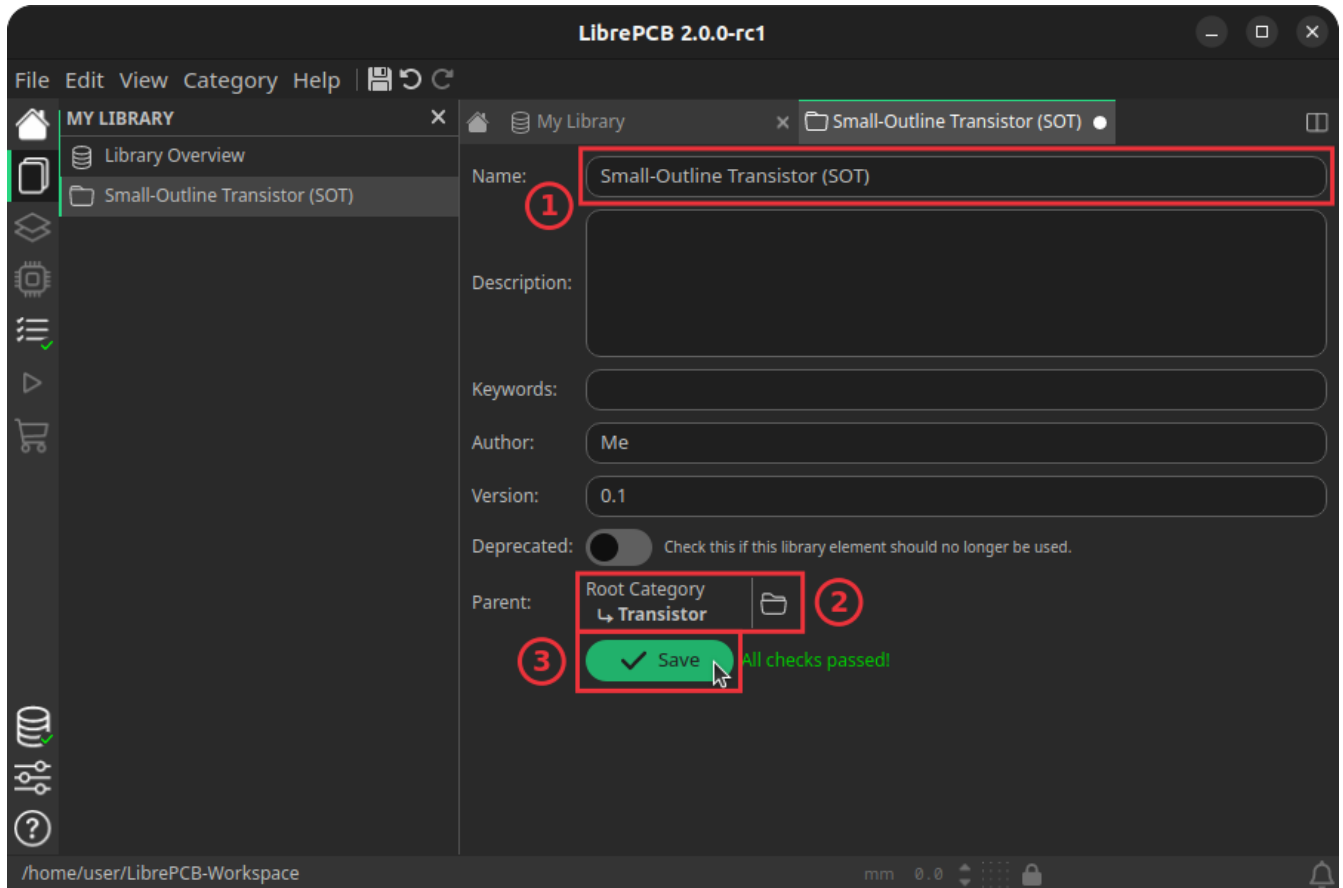 LibrePCB 2.0.0-rc1
File Edit View Category Help
MY LIBRARY
Library Overview
Small-Outline Transistor (SOT)
My Library
Small-Outline Transistor (SOT)
Name: Small-Outline Transistor (SOT)
1
Description:
Keywords:
Author: Me
Version: 0.1
Deprecated: Check this if this library element should no longer be used.
Parent: Root Category
↳ Transistor
2
3
Save All checks passed!
/home/user/LibrePCB-Workspace mm 0.0